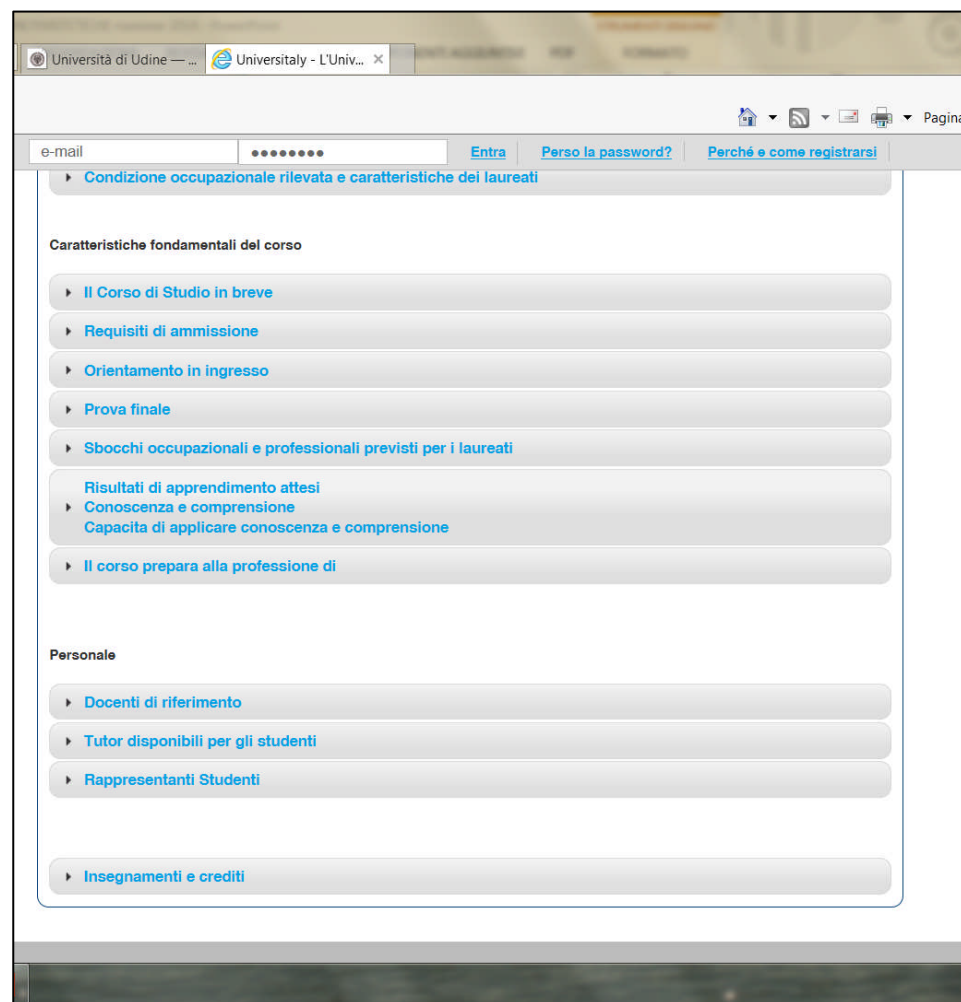 Università di Udine — ...
Universitaly - L'Univ...
Pagina
e-mail
Entra
Perso la password?
Perché e come registrarsi
Condizione occupazionale rilevata e caratteristiche dei laureati
Caratteristiche fondamentali del corso
Il Corso di Studio in breve
Requisiti di ammissione
Orientamento in ingresso
Prova finale
Sbocchi occupazionali e professionali previsti per i laureati
Risultati di apprendimento attesi
Conoscenza e comprensione
Capacita di applicare conoscenza e comprensione
Il corso prepara alla professione di
Personale
Docenti di riferimento
Tutor disponibili per gli studenti
Rappresentanti Studenti
Insegnamenti e crediti